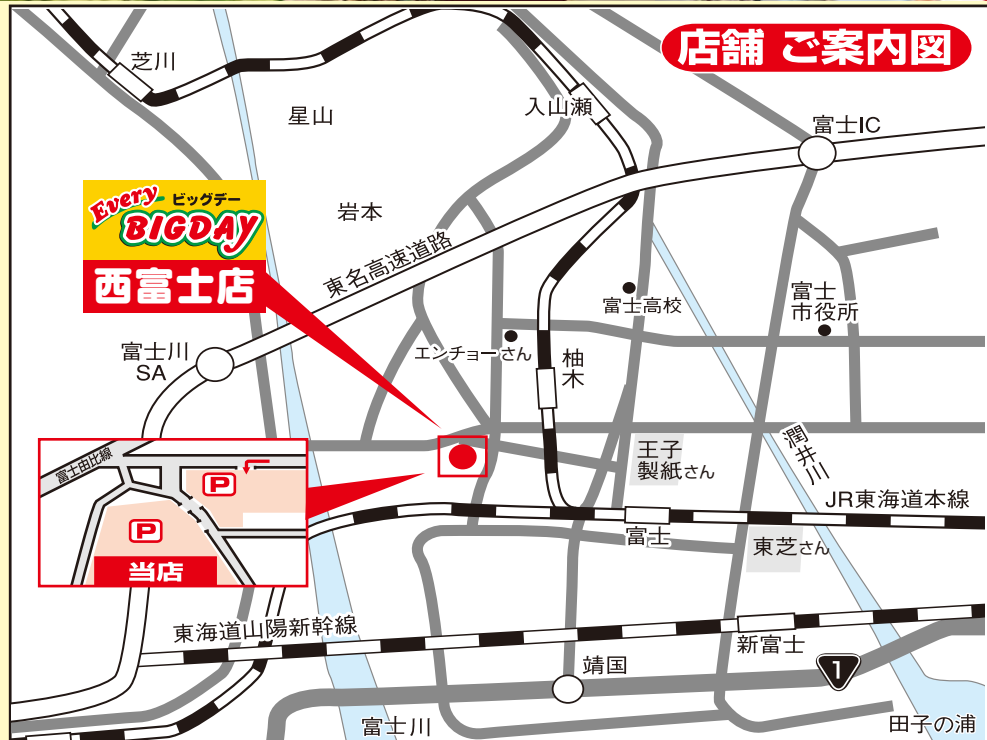 店舗 ご案内図
芝川
星山
入山瀬
富士IC
Every ビッグデー
BIGDAY
西富士店
岩本
東名高速道路
富士高校
富士
市役所
富士川
SA
エンチョーさん
柚
木
富士由比線
P
P
当店
王子
製紙さん
潤井川
JR東海道本線
富士
東芝さん
東海道山陽新幹線
新富士
靖国
1
富士川
田子の浦